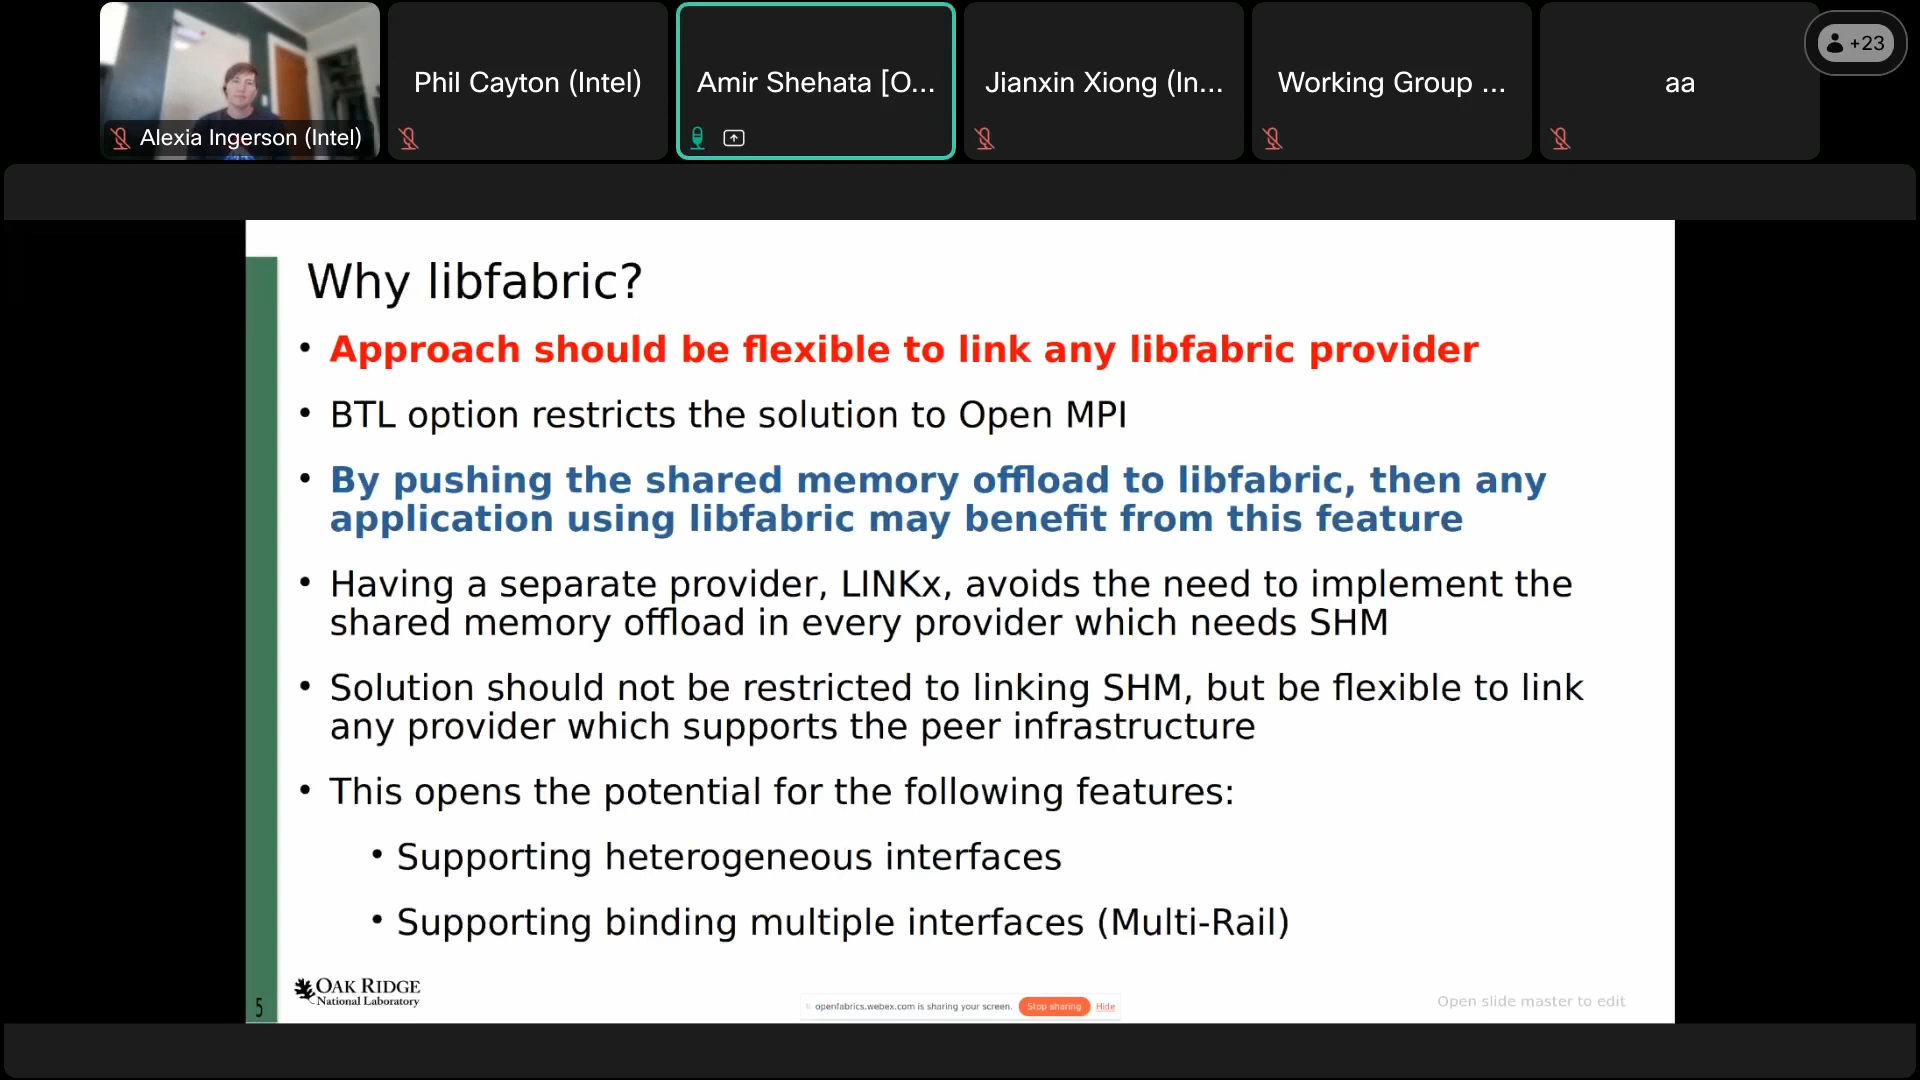 Alexia Ingerson (Intel)
Phil Cayton (Intel)
Amir Shehata [O...
Jianxin Xiong (In...
Working Group ...
aa
+23
Why libfabric?
• Approach should be flexible to link any libfabric provider
• BTL option restricts the solution to Open MPI
• By pushing the shared memory offload to libfabric, then any
application using libfabric may benefit from this feature
• Having a separate provider, LINKx, avoids the need to implement the
shared memory offload in every provider which needs SHM
• Solution should not be restricted to linking SHM, but be flexible to link
any provider which supports the peer infrastructure
• This opens the potential for the following features:
• Supporting heterogeneous interfaces
• Supporting binding multiple interfaces (Multi-Rail)
5
OAK RIDGE
National Laboratory
openfabrics.webex.com is sharing your screen. Stop sharing Hide
Open slide master to edit